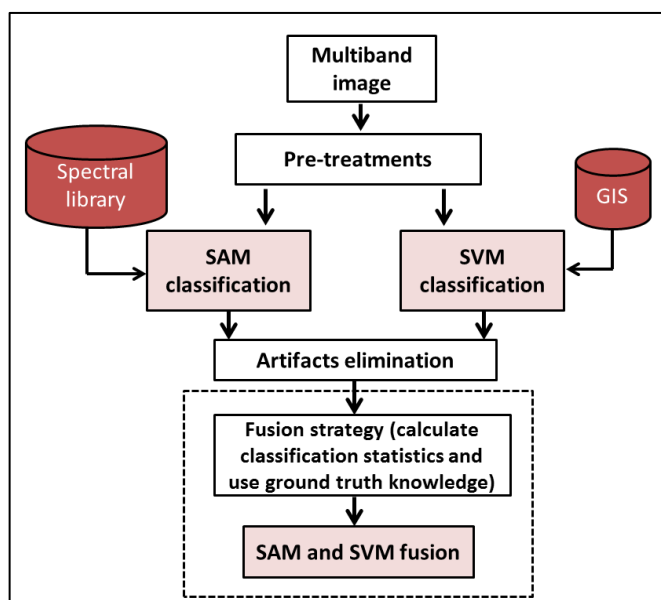 Multiband
image
Pre-treatments
Spectral
library
GIS
SAM
classification
SVM
classification
Artifacts elimination
Fusion strategy (calculate
classification statistics and
use ground truth knowledge)
SAM and SVM fusion